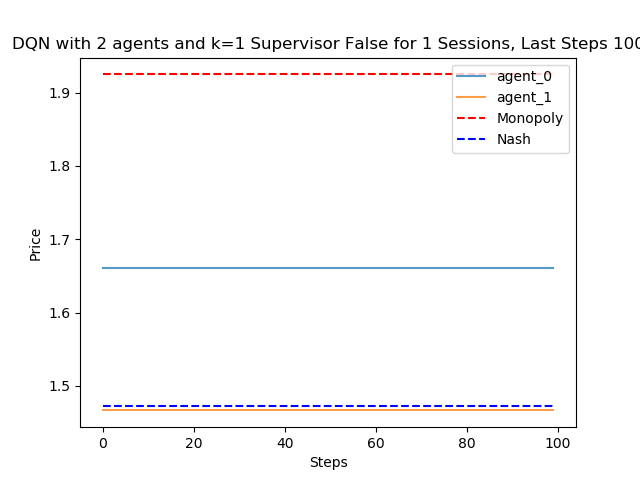 DQN with 2 agents and k=1 Supervisor False for 1 Sessions, Last Steps 100
agent_0
agent_1
Monopoly
Nash
1.9
1.8
1.7
1.6
1.5
Price
0 20 40 60 80 100
Steps